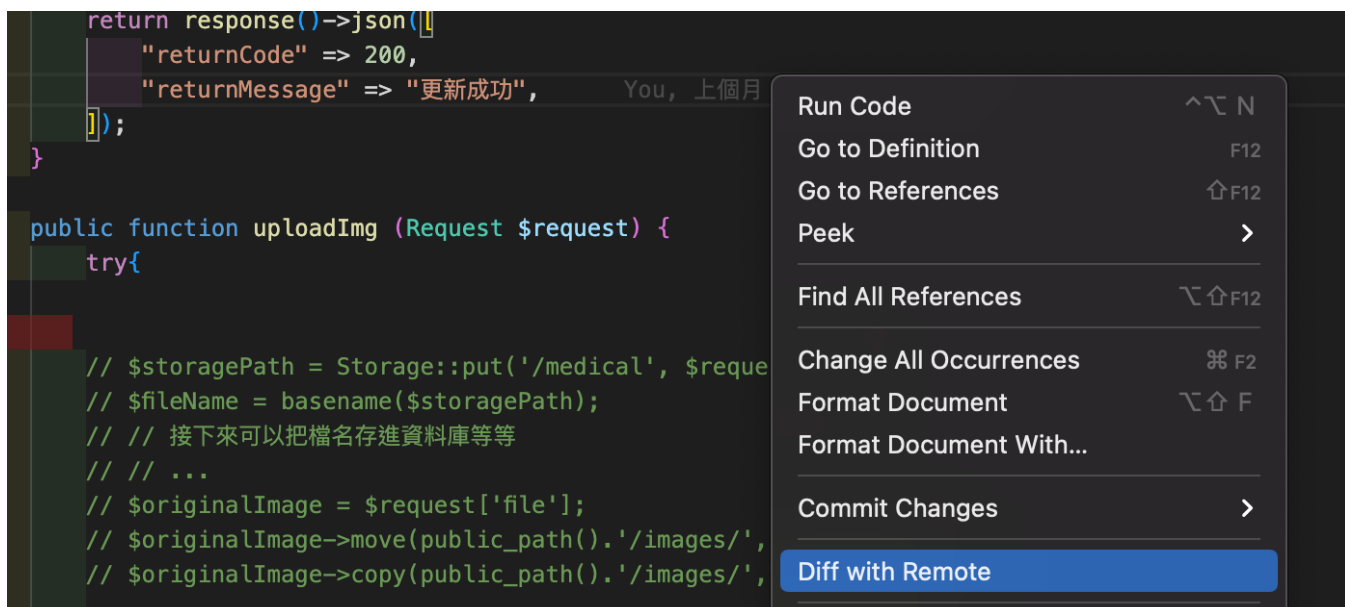 return response()->json([
"returnCode" => 200,
"returnMessage" => "更新成功",
You, 上個月
]);
}
public function uploadImg (Request $request) {
try{
// $storagePath = Storage::put('/medical', $reque
// $fileName = basename($storagePath);
// // 接下來可以把檔名存進資料庫等等
// // ...
// $originalImage = $request['file'];
// $originalImage->move(public_path().'/images/',
// $originalImage->copy(public_path().'/images/',
Run Code ^⌥ N
Go to Definition F12
Go to References ⇧F12
Peek
Find All References ⌥⇧F12
Change All Occurrences ⌘ F2
Format Document ⌥⇧ F
Format Document With...
Commit Changes
Diff with Remote